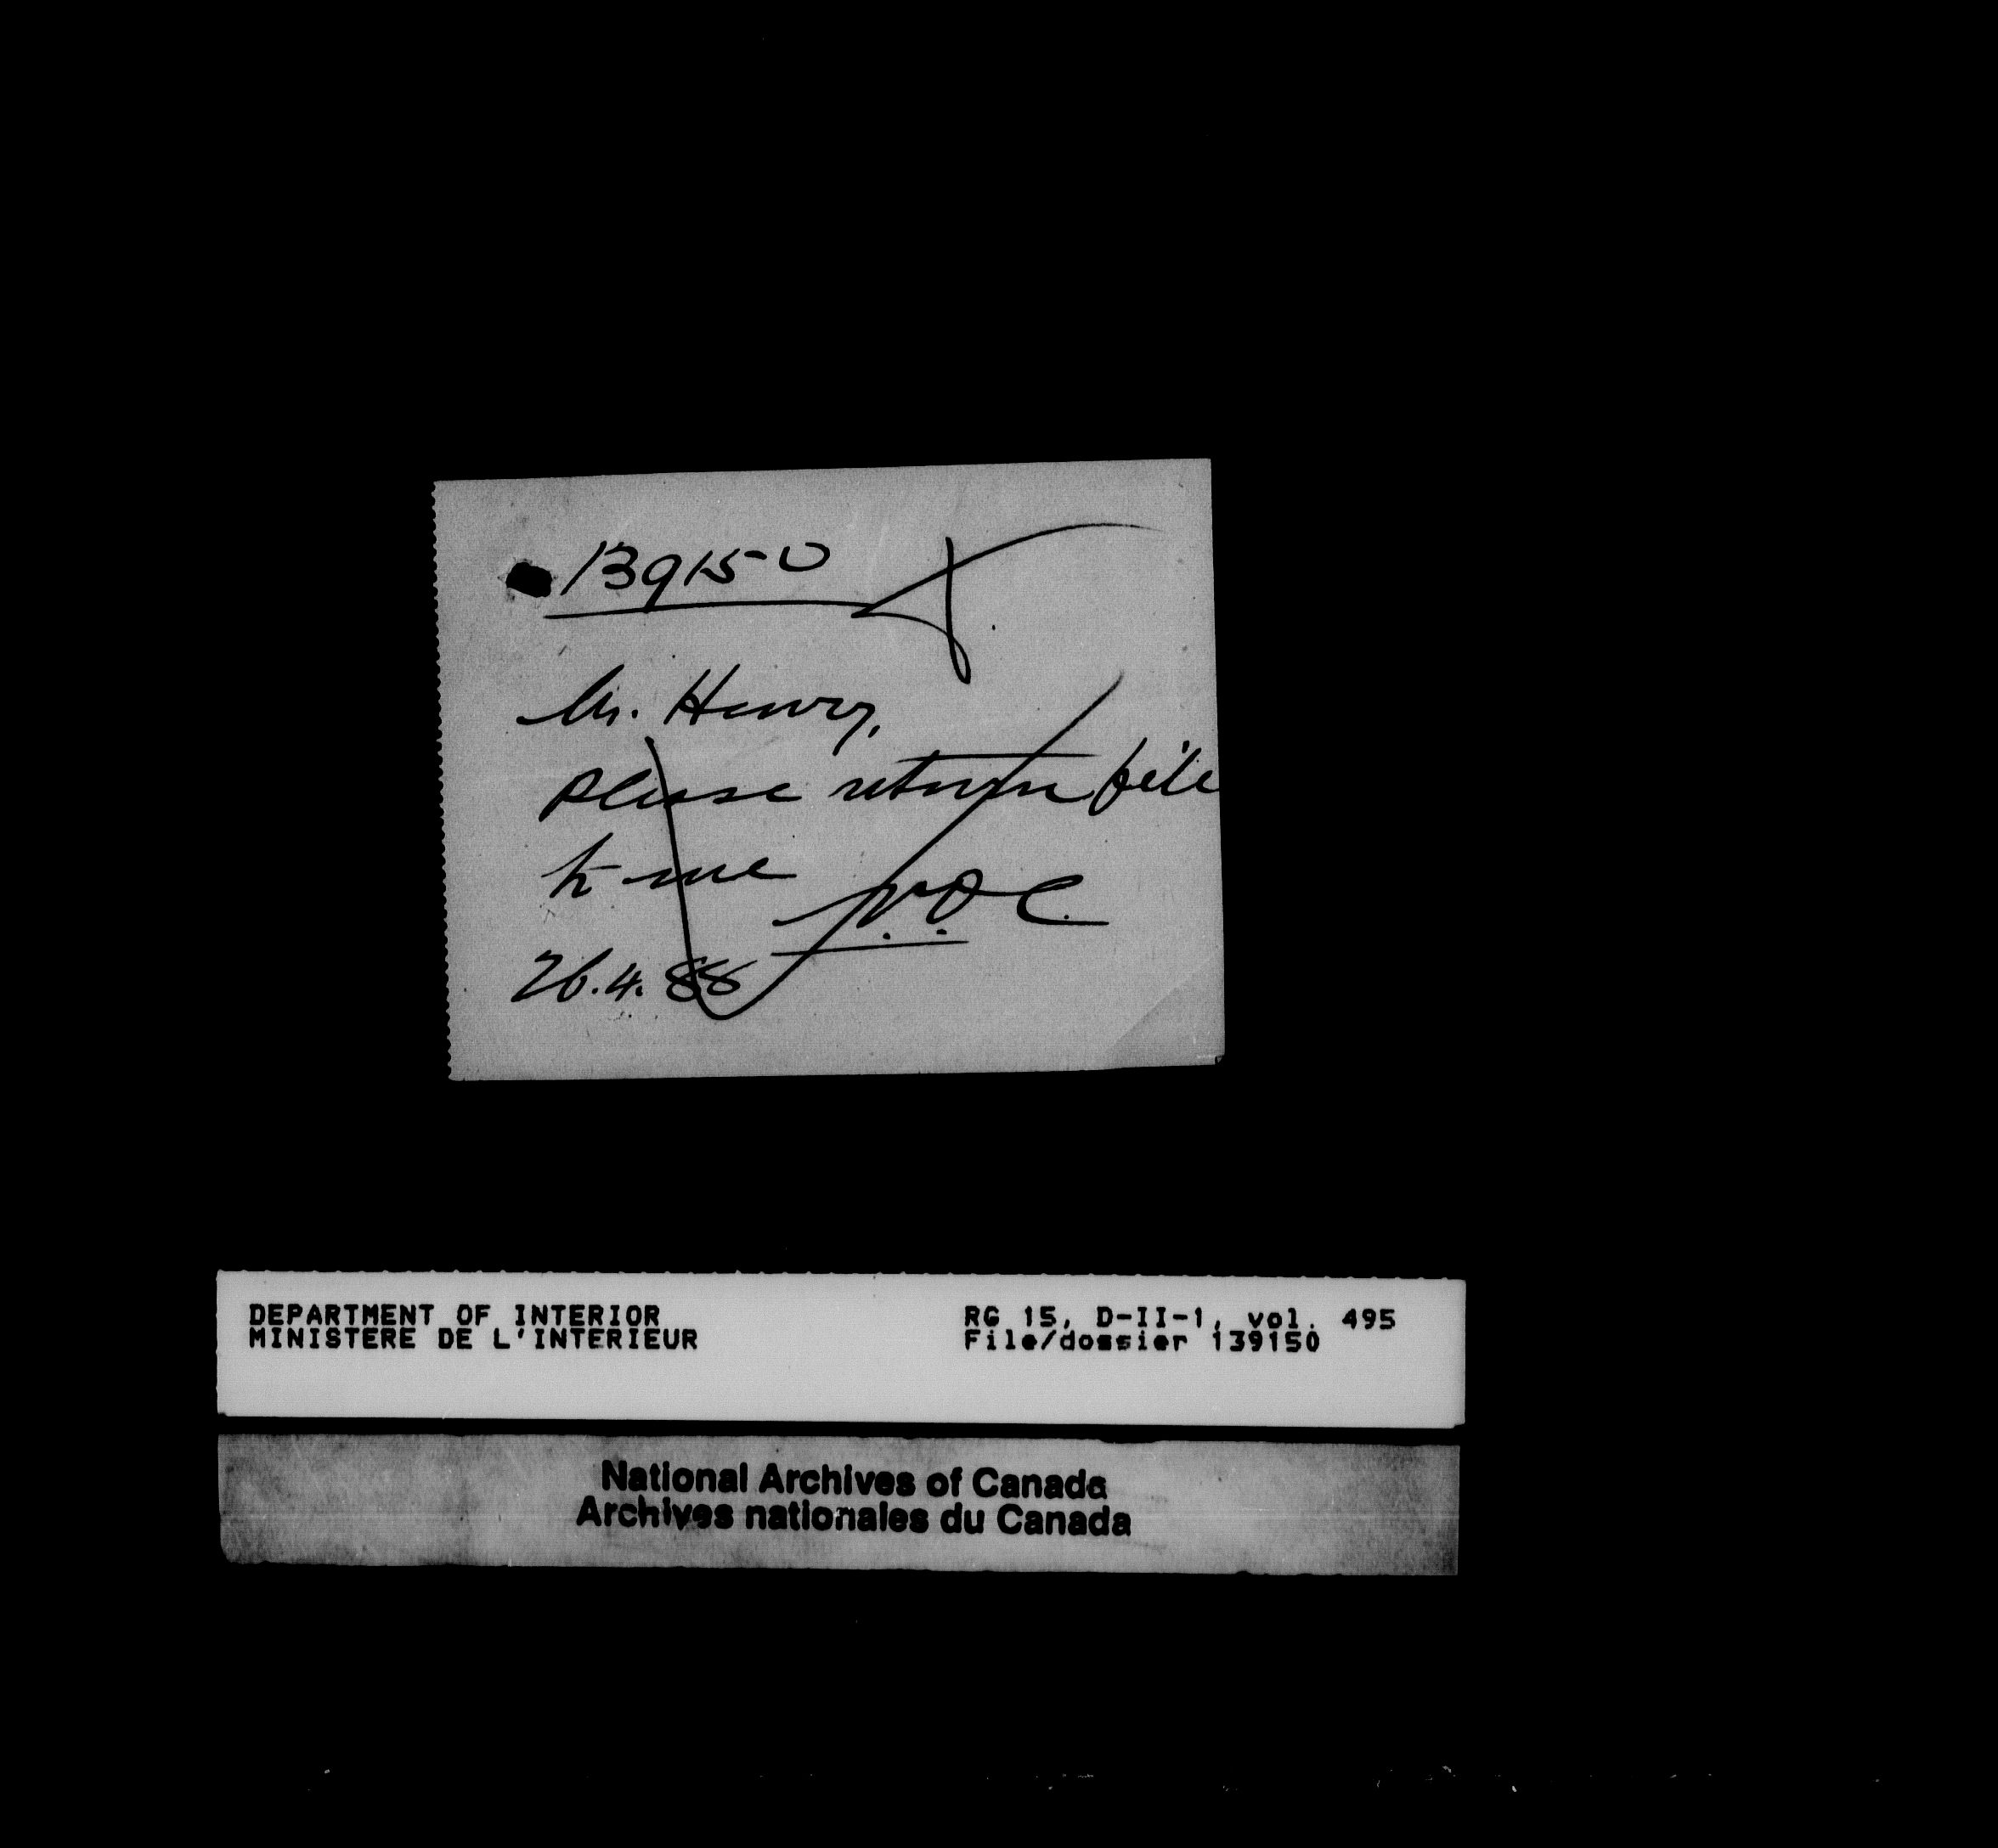 139150
Mr. Henry,
please return file
to me
26.4.88
DEPARTMENT OF INTERIOR
MINISTERE DE L'INTERIEUR
RG 15, D-II-1, vol. 495
File/dossier 139150
National Archives of Canada
Archives nationales du Canada